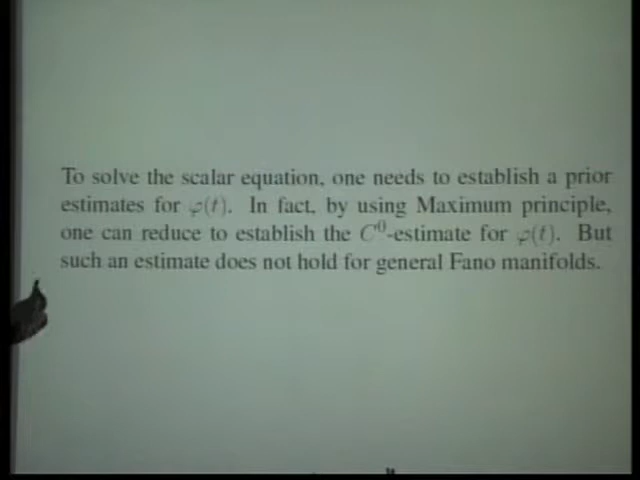 To solve the scalar equation, one needs to establish a prior
estimates for φ(t). In fact, by using Maximum principle,
one can reduce to establish the C⁰-estimate for φ(t). But
such an estimate does not hold for general Fano manifolds.